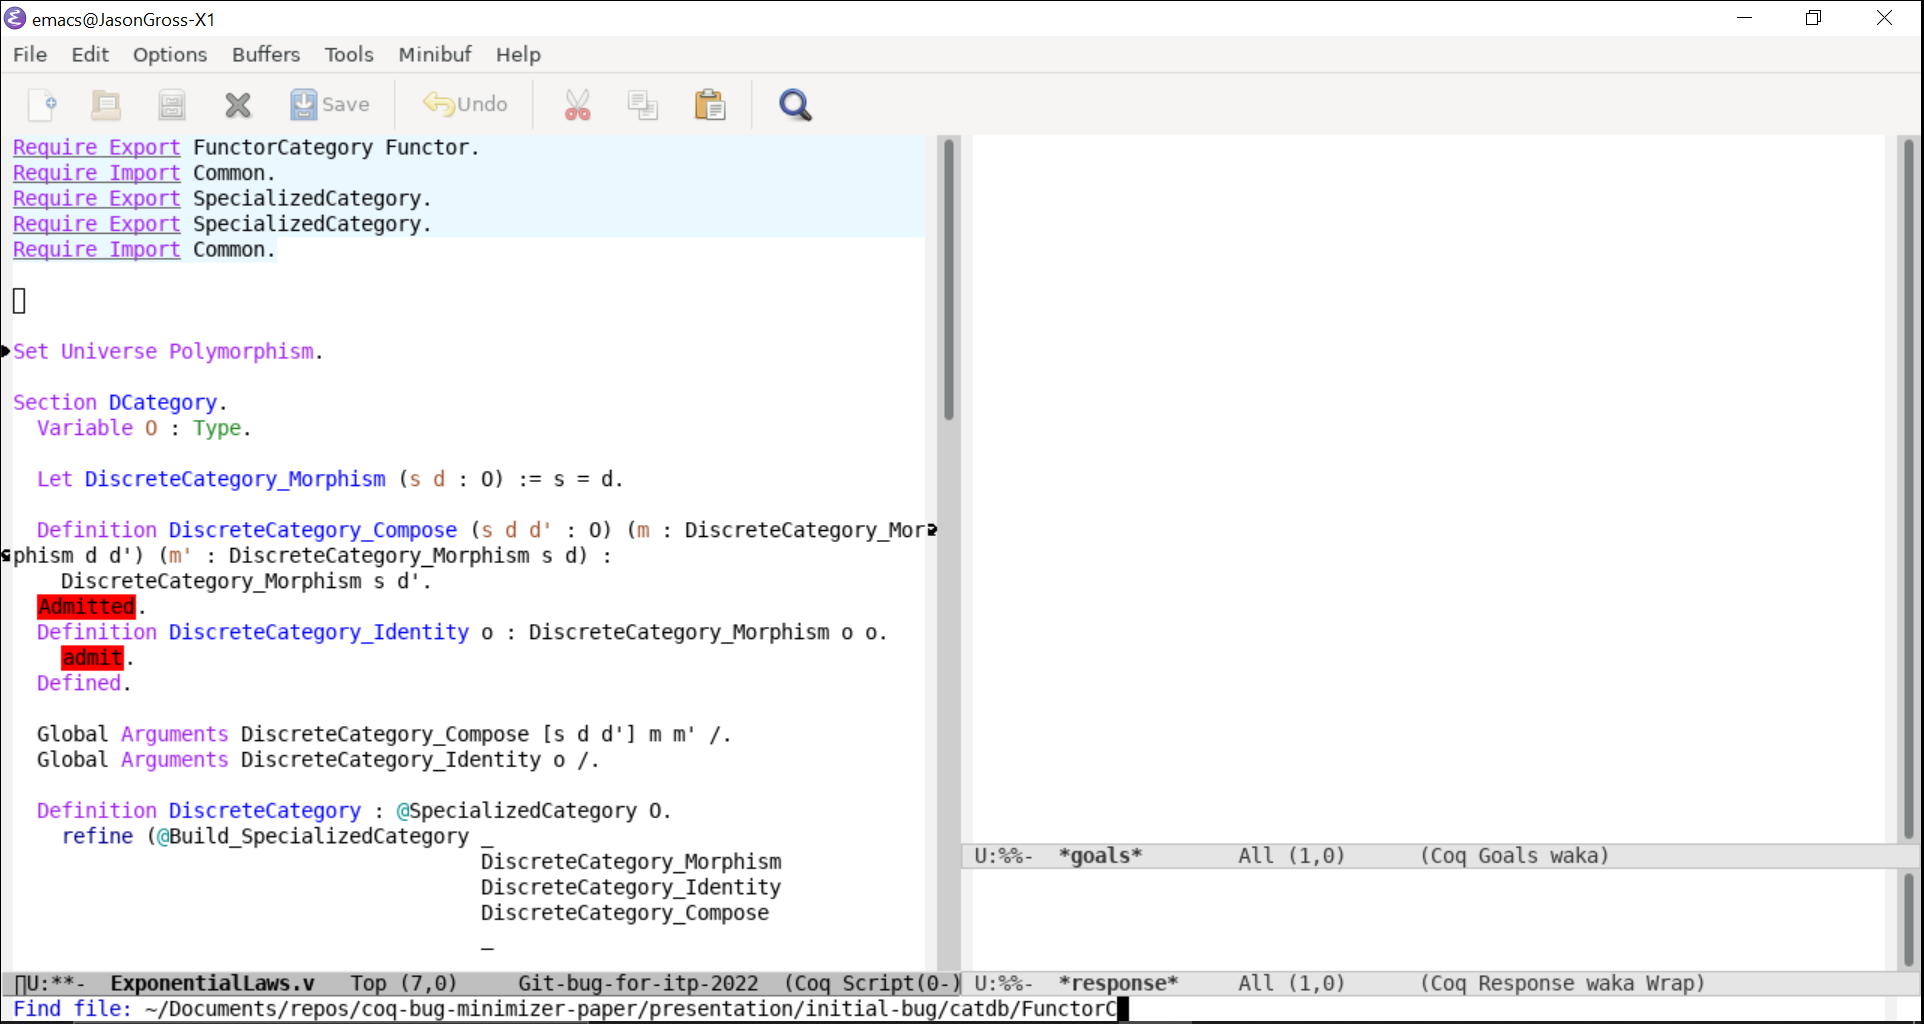 emacs@JasonGross-X1
File Edit Options Buffers Tools Minibuf Help
Save Undo
Require Export FunctorCategory Functor.
Require Import Common.
Require Export SpecializedCategory.
Require Export SpecializedCategory.
Require Import Common.
Set Universe Polymorphism.
Section DCategory.
Variable O : Type.
Let DiscreteCategory_Morphism (s d : O) := s = d.
Definition DiscreteCategory_Compose (s d d' : O) (m : DiscreteCategory_Mor
phism d d') (m' : DiscreteCategory_Morphism s d) :
DiscreteCategory_Morphism s d'.
Admitted.
Definition DiscreteCategory_Identity o : DiscreteCategory_Morphism o o.
admit.
Defined.
Global Arguments DiscreteCategory_Compose [s d d'] m m' /.
Global Arguments DiscreteCategory_Identity o /.
Definition DiscreteCategory : @SpecializedCategory O.
refine (@Build_SpecializedCategory _
DiscreteCategory_Morphism
DiscreteCategory_Identity
DiscreteCategory_Compose
_
U:**- ExponentialLaws.v Top (7,0) Git-bug-for-itp-2022 (Coq Script(0-)
U:%%- *goals* All (1,0) (Coq Goals waka)
U:%%- *response* All (1,0) (Coq Response waka Wrap)
Find file: ~/Documents/repos/coq-bug-minimizer-paper/presentation/initial-bug/catdb/FunctorC